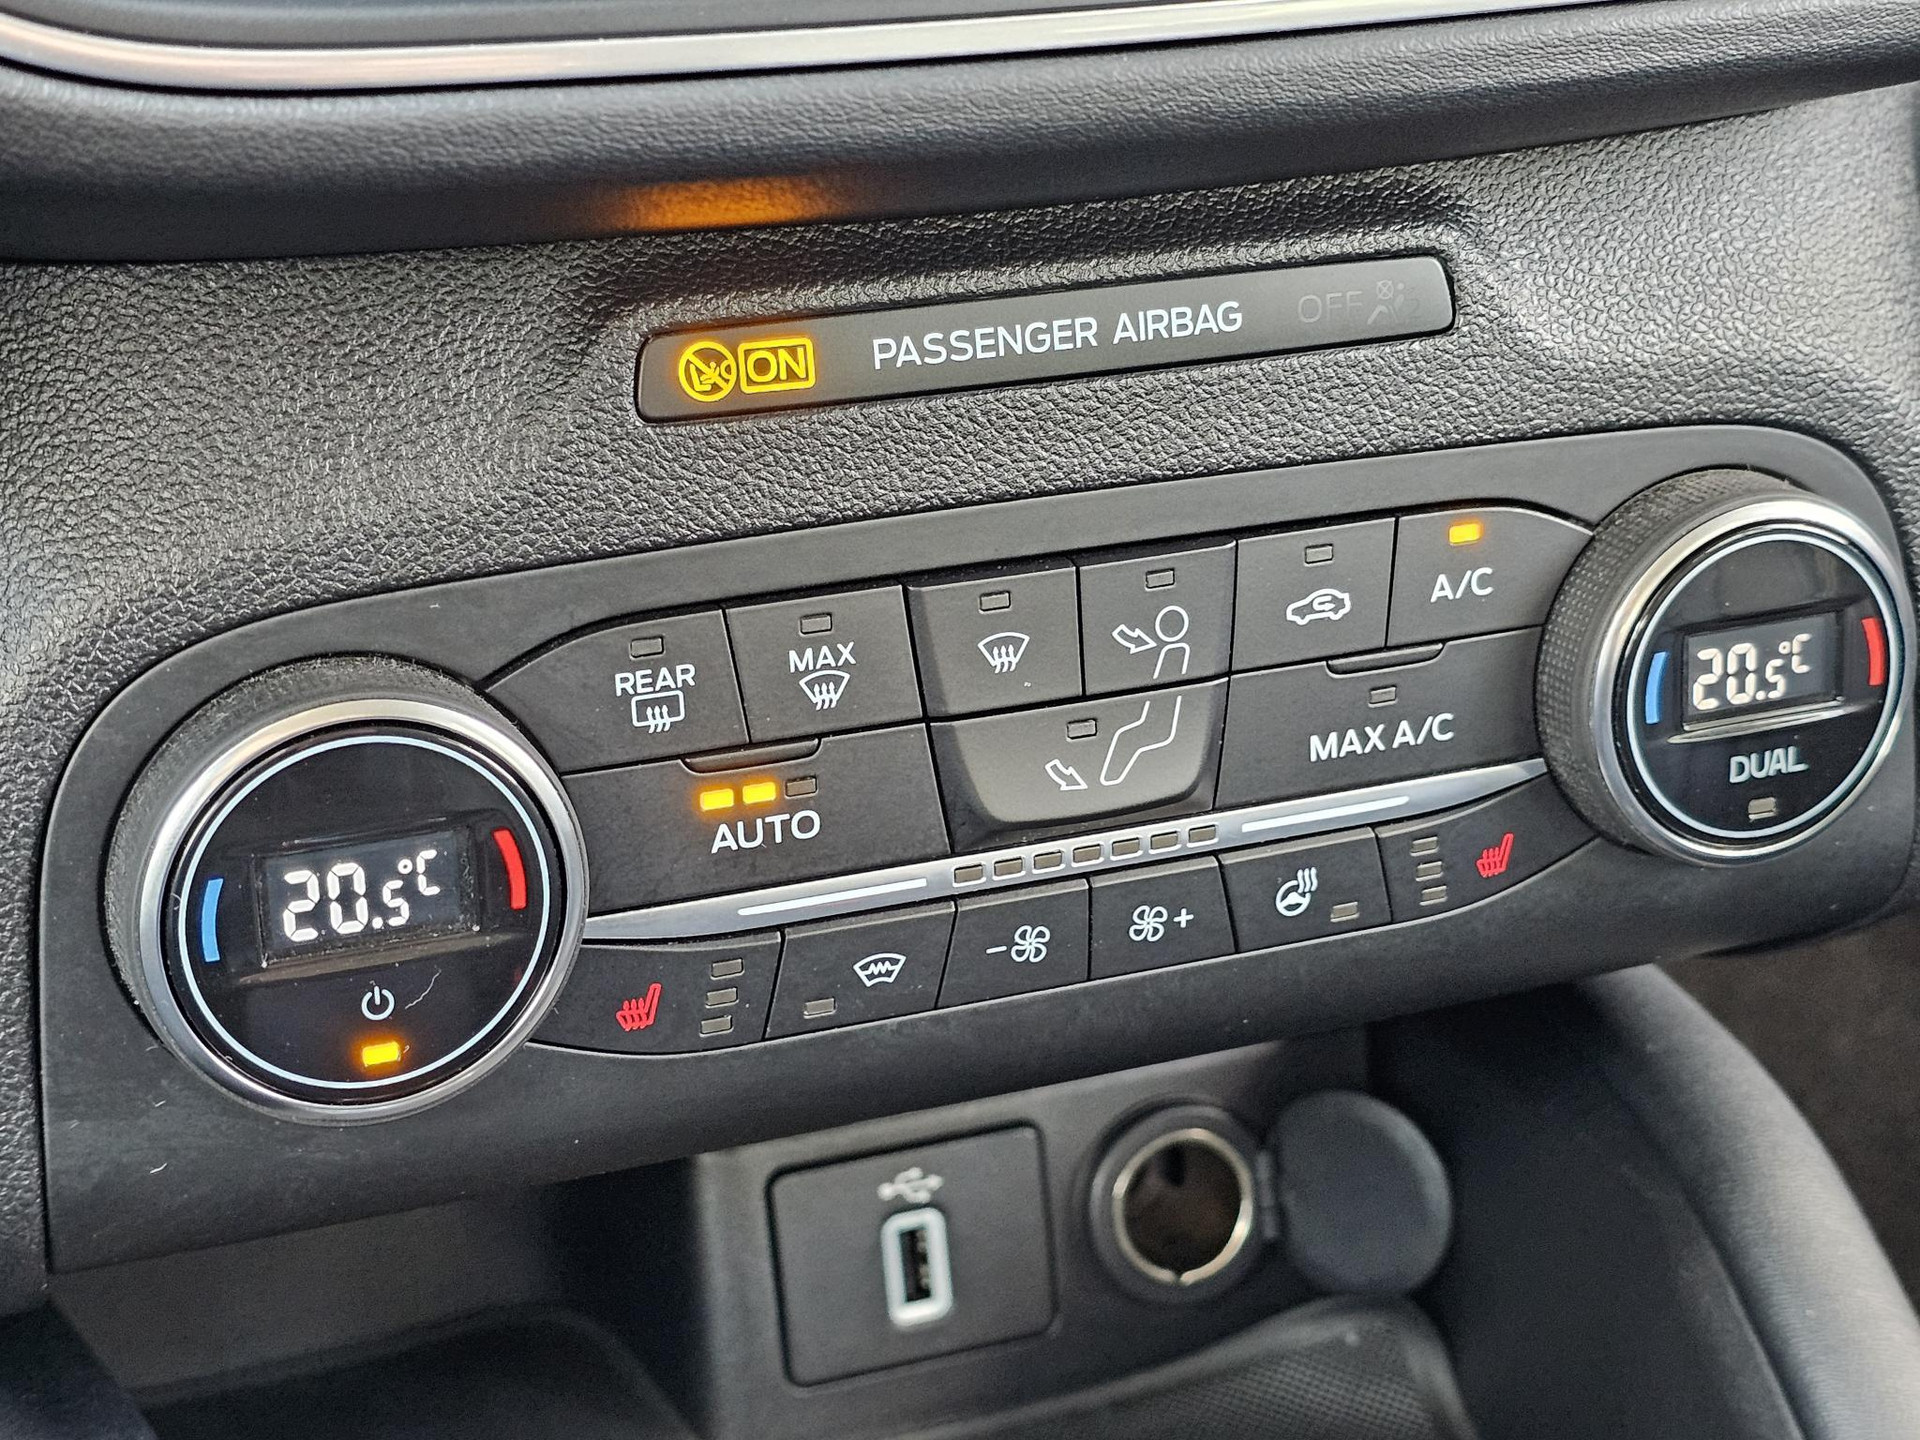 ON PASSENGER AIRBAG OFF
A/C
MAX
REAR
MAX A/C
AUTO
20.5°C
DUAL
20.5°C
- +